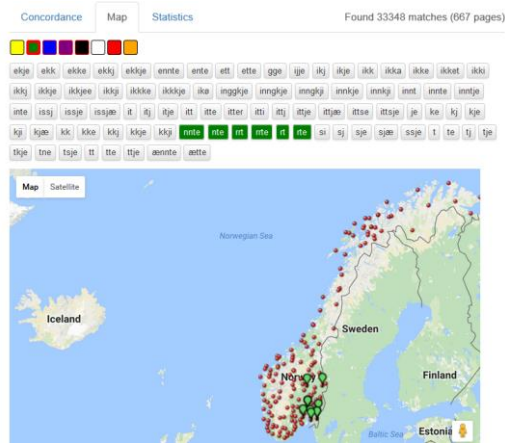 Concordance Map Statistics Found 33348 matches (667 pages)
ekje ekk ekke ekkj ekkje ennte ente ett ette gge ijje ikj ikje ikk ikka ikke ikket ikki
ikkj ikkje ikkjee ikkji ikkke ikkkje ikø inggkje inngkje inngkji innkje innkji innt innte inntje
inte issj issje issjæ it itj itje itt itte itter itti ittj ittje ittjæ ittse ittsje je ke kj kje
kji kjæ kk kke kkj kkje kkji nnte nte rrt rrte rt rte si sj sje sjæ ssje t te tj tje
tkje tne tsje tt tte ttje ænnte ætte
Map Satellite
Norwegian Sea
Iceland
Sweden
Norway
Finland
Baltic Sea
Estonia